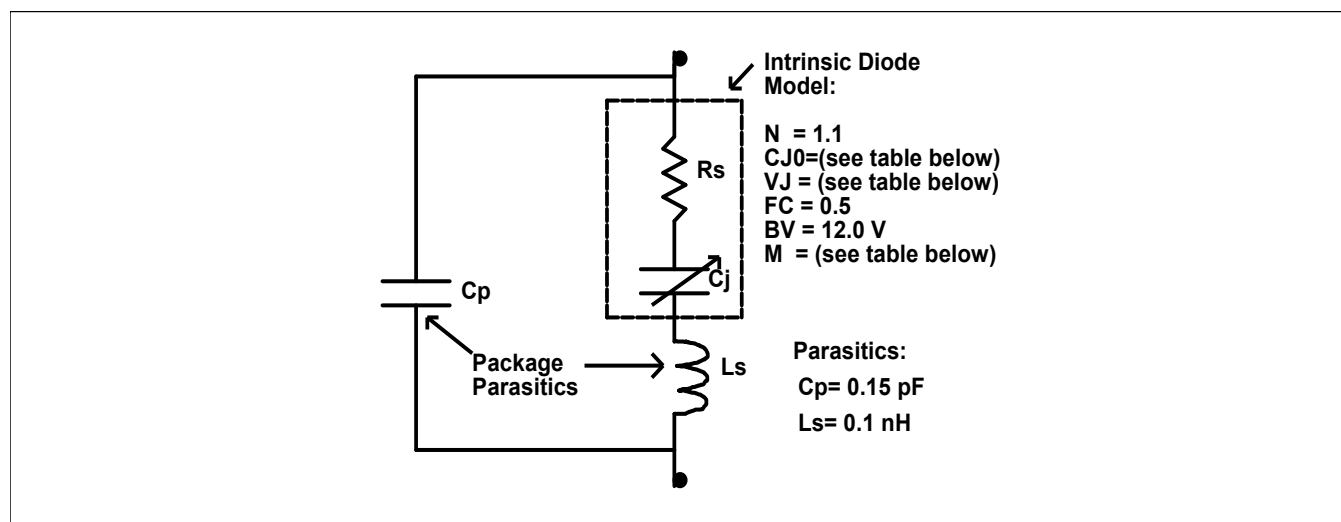 Intrinsic Diode
Model:
N = 1.1
CJ0=(see table below)
VJ = (see table below)
FC = 0.5
BV = 12.0 V
M = (see table below)
Rs
Cj
Cp
Package
Parasitics
Ls
Parasitics:
Cp= 0.15 pF
Ls= 0.1 nH